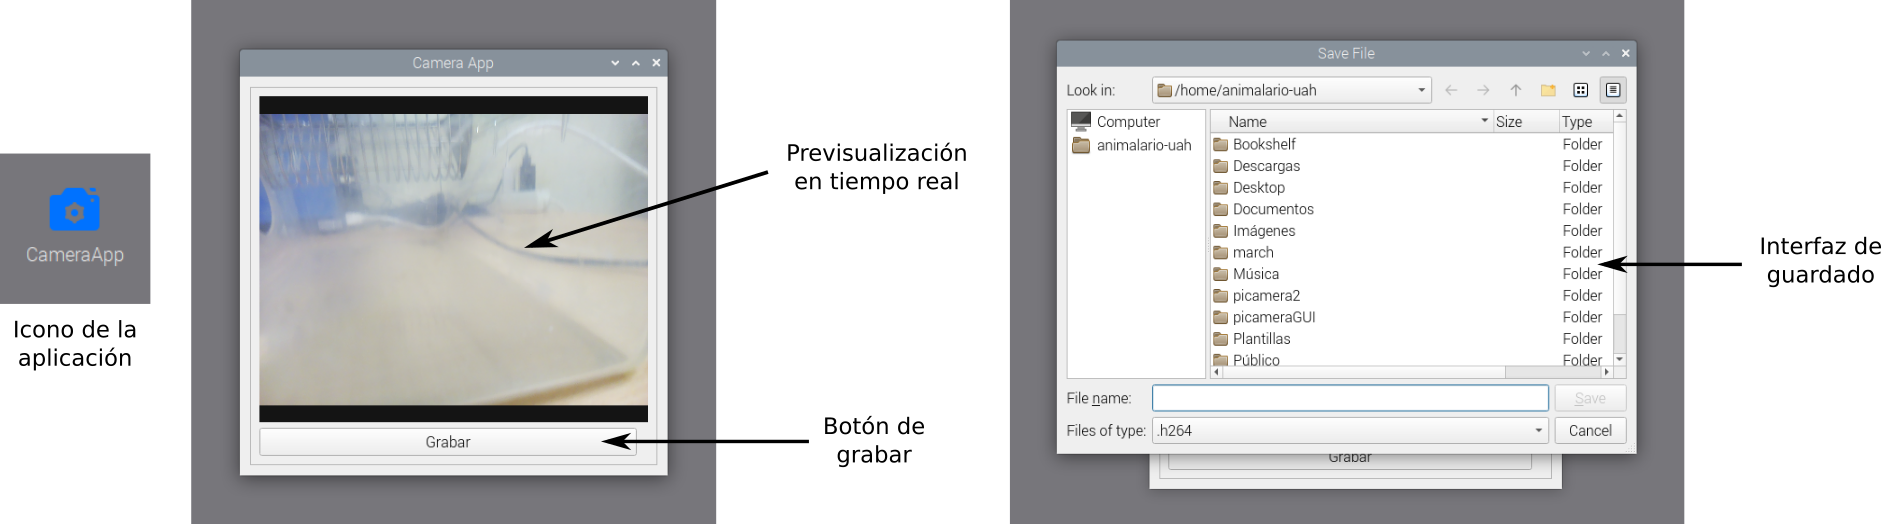 CameraApp
Icono de la
aplicación
Camera App
Grabar
Previsualización
en tiempo real
Botón de
grabar
Save File
Look in:
/home/animalario-uah
Computer
animalario-uah
Name Size Type
Bookshelf Folder
Descargas Folder
Desktop Folder
Documentos Folder
Imágenes Folder
march Folder
Música Folder
picamera2 Folder
picameraGUI Folder
Plantillas Folder
Público Folder
File name: Save
Files of type: .h264 Cancel
Grabar
Interfaz de
guardado